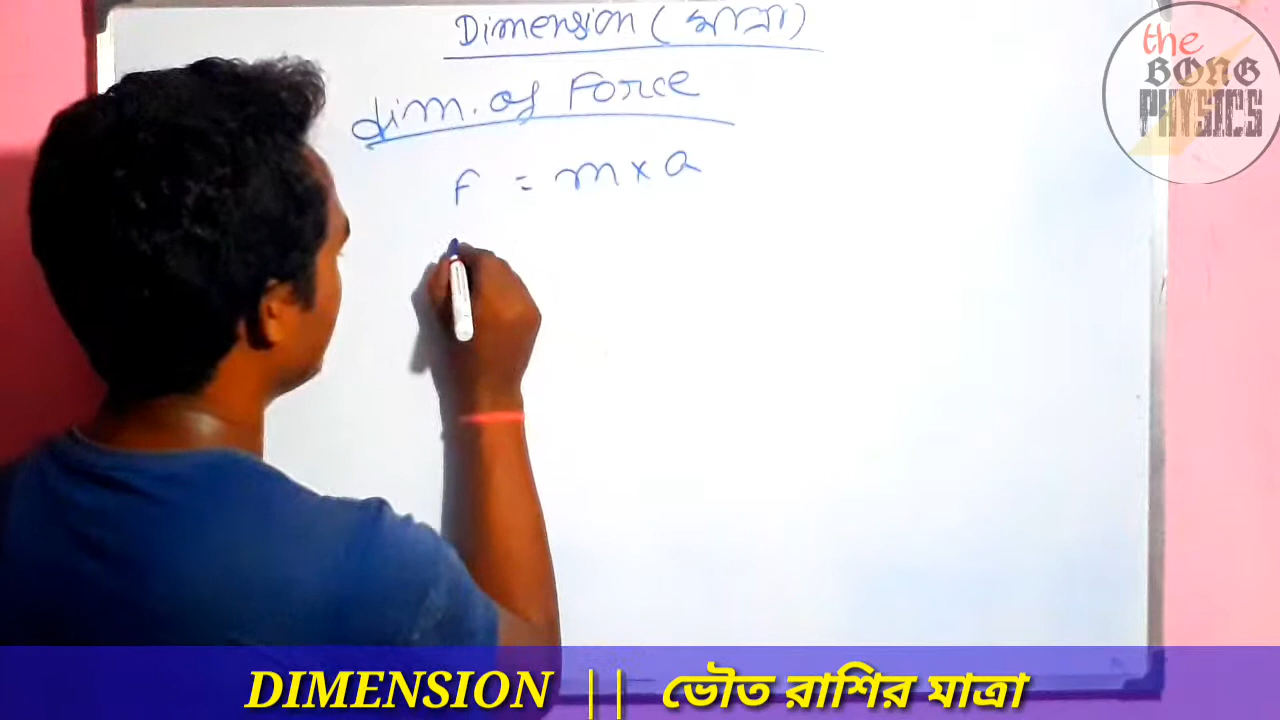 Dimension (মাত্রা)
dim. of Force
F = m x a
the
BONG
PHYSICS
DIMENSION || ভৌত রাশির মাত্রা